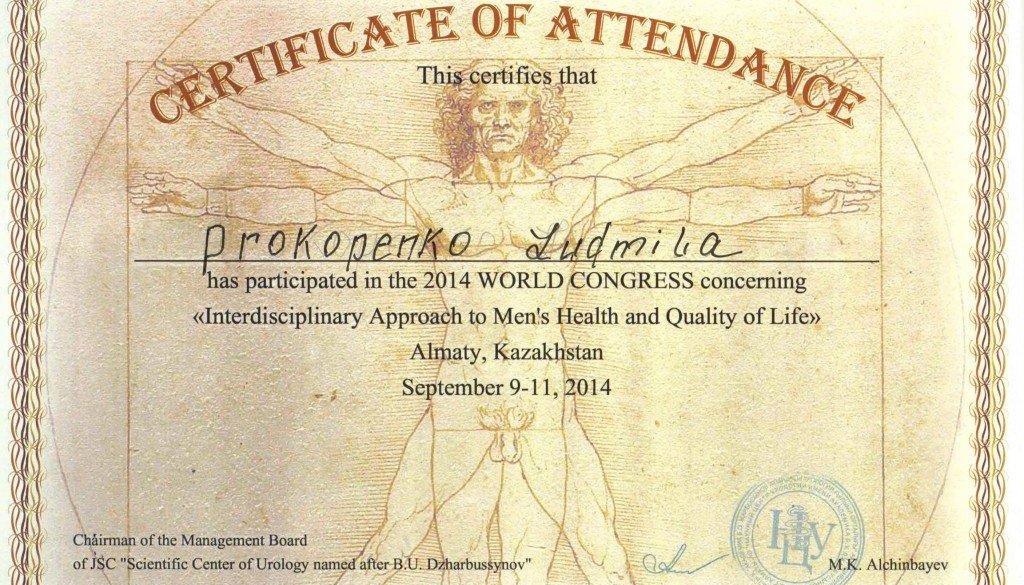 CERTIFICATE OF ATTENDANCE
This certifies that
Prokopenko Ludmila
has participated in the 2014 WORLD CONGRESS concerning
«Interdisciplinary Approach to Men's Health and Quality of Life»
Almaty, Kazakhstan
September 9-11, 2014
Chairman of the Management Board
of JSC "Scientific Center of Urology named after B.U. Dzharbussynov"
M.K. Alchinbayev